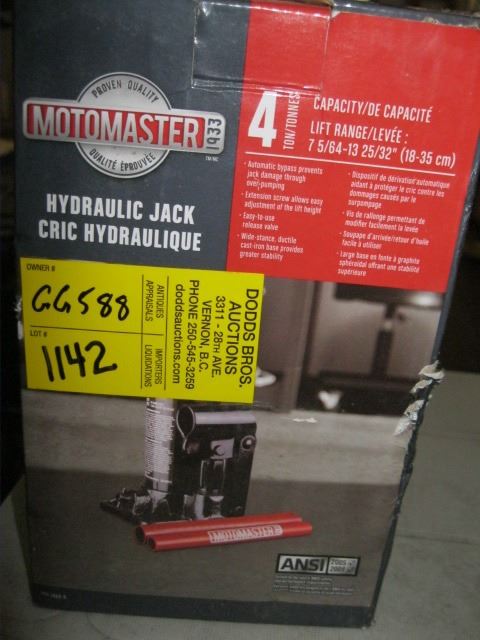 PROVEN QUALITY
MOTOMASTER
1933
QUALITÉ ÉPROUVÉE
TM/MC
HYDRAULIC JACK
CRIC HYDRAULIQUE
4
TON/TONNES
CAPACITY/DE CAPACITÉ
LIFT RANGE/LEVÉE :
7 5/64-13 25/32" (18-35 cm)
· Automatic bypass prevents
jack damage through
over-pumping
· Extension screw allows easy
adjustment of the lift height
· Easy-to-use
release valve
· Wide-stance, ductile
cast-iron base provides
greater stability
· Dispositif de dérivation automatique
aidant à protéger le cric contre les
dommages causés par le
surpompage
· Vis de rallonge permettant de
modifier facilement la levée
· Soupape d'arrivée/retour d'huile
facile à utiliser
· Large base en fonte à graphite
sphéroïdal offrant une stabilité
supérieure
OWNER #
GG588
LOT #
1142
ANTIQUES
APPRAISALS
IMPORTERS
LIQUIDATIONS
DODDS BROS.
AUCTIONS
3311 - 28TH AVE.
VERNON, B.C.
PHONE 250-545-3259
doddsauctions.com
MOTOMASTER
ANSI
2005
2009